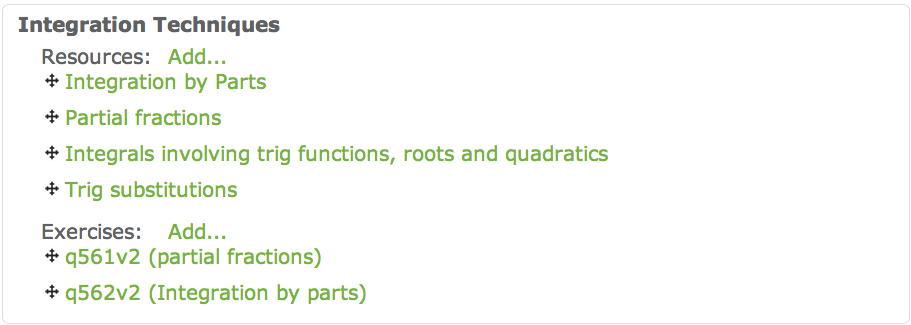 Integration Techniques
Resources: Add...
Integration by Parts
Partial fractions
Integrals involving trig functions, roots and quadratics
Trig substitutions
Exercises: Add...
q561v2 (partial fractions)
q562v2 (Integration by parts)